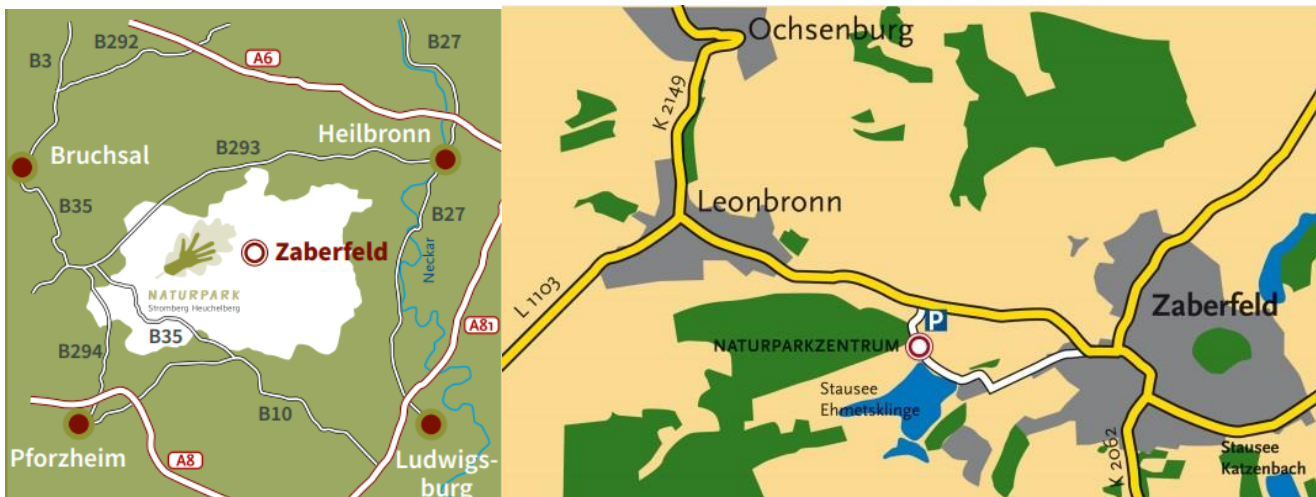 B292
B27
B3
A6
Heilbronn
Bruchsal
B293
B35
B27
Zaberfeld
Neckar
NATURPARK
Stromberg Heuchelberg
A81
B35
B294
B10
Pforzheim
A8
Ludwigs-
burg
Ochsenburg
K 2149
Leonbronn
L 1103
Zaberfeld
P
NATURPARKZENTRUM
Stausee
Ehmetsklinge
K 2062
Stausee
Katzenbach